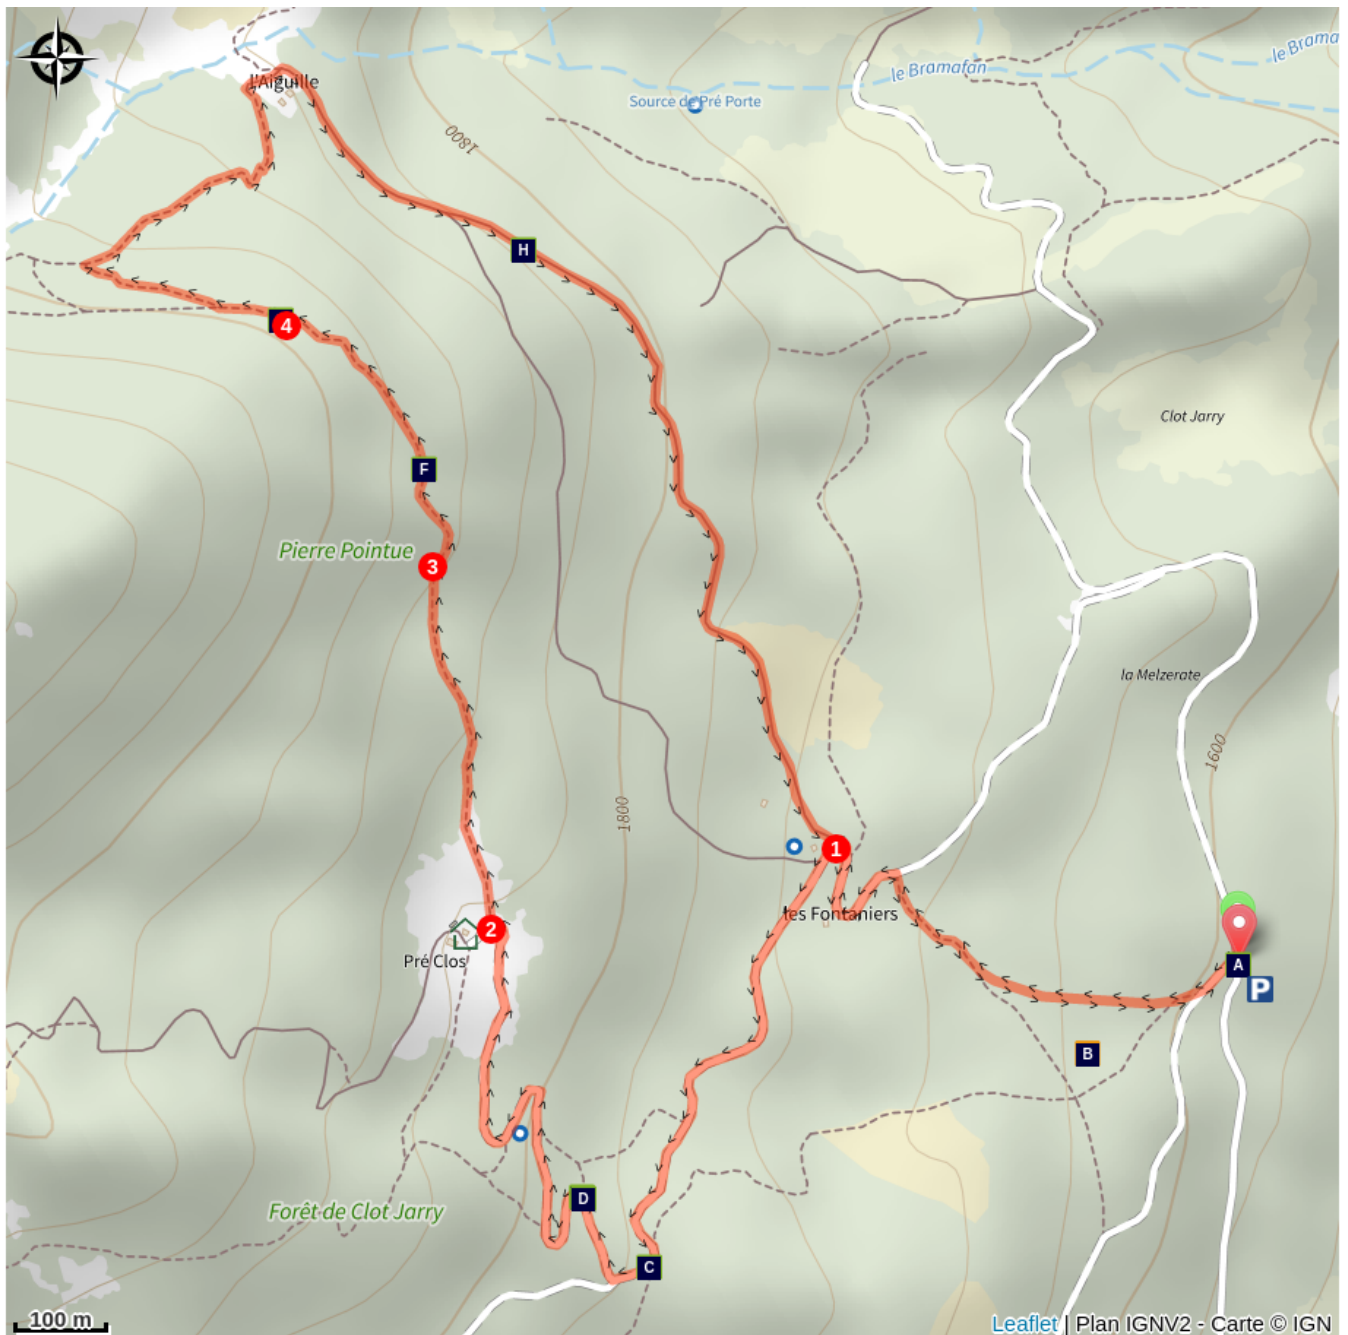 le Brama
le Bramafan
l'Aiguille
Source de Pré Porte
1800
H
4
Clot Jarry
F
Pierre Pointue
3
la Melzerate
1600
1800
1
les Fontaniers
2
Pré Clos
A
P
B
D
Forêt de Clot Jarry
C
100 m
Leaflet | Plan IGNV2 - Carte © IGN